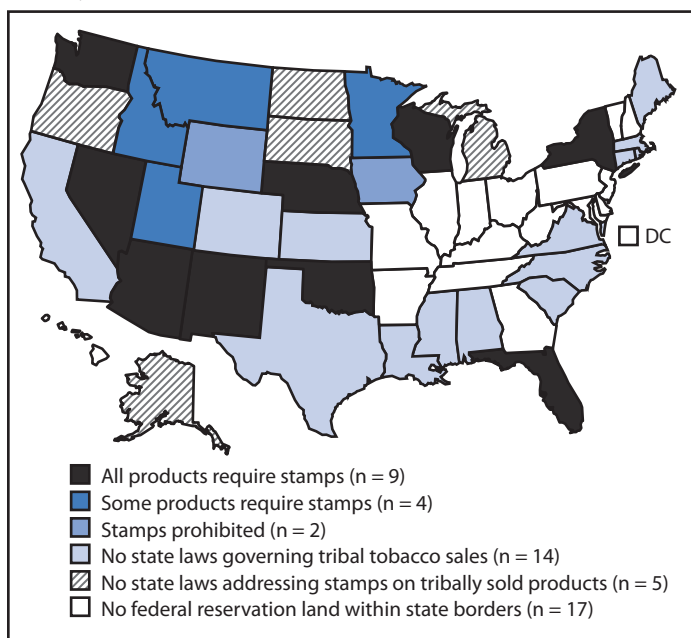 DC
All products require stamps (n = 9)
Some products require stamps (n = 4)
Stamps prohibited (n = 2)
No state laws governing tribal tobacco sales (n = 14)
No state laws addressing stamps on tribally sold products (n = 5)
No federal reservation land within state borders (n = 17)